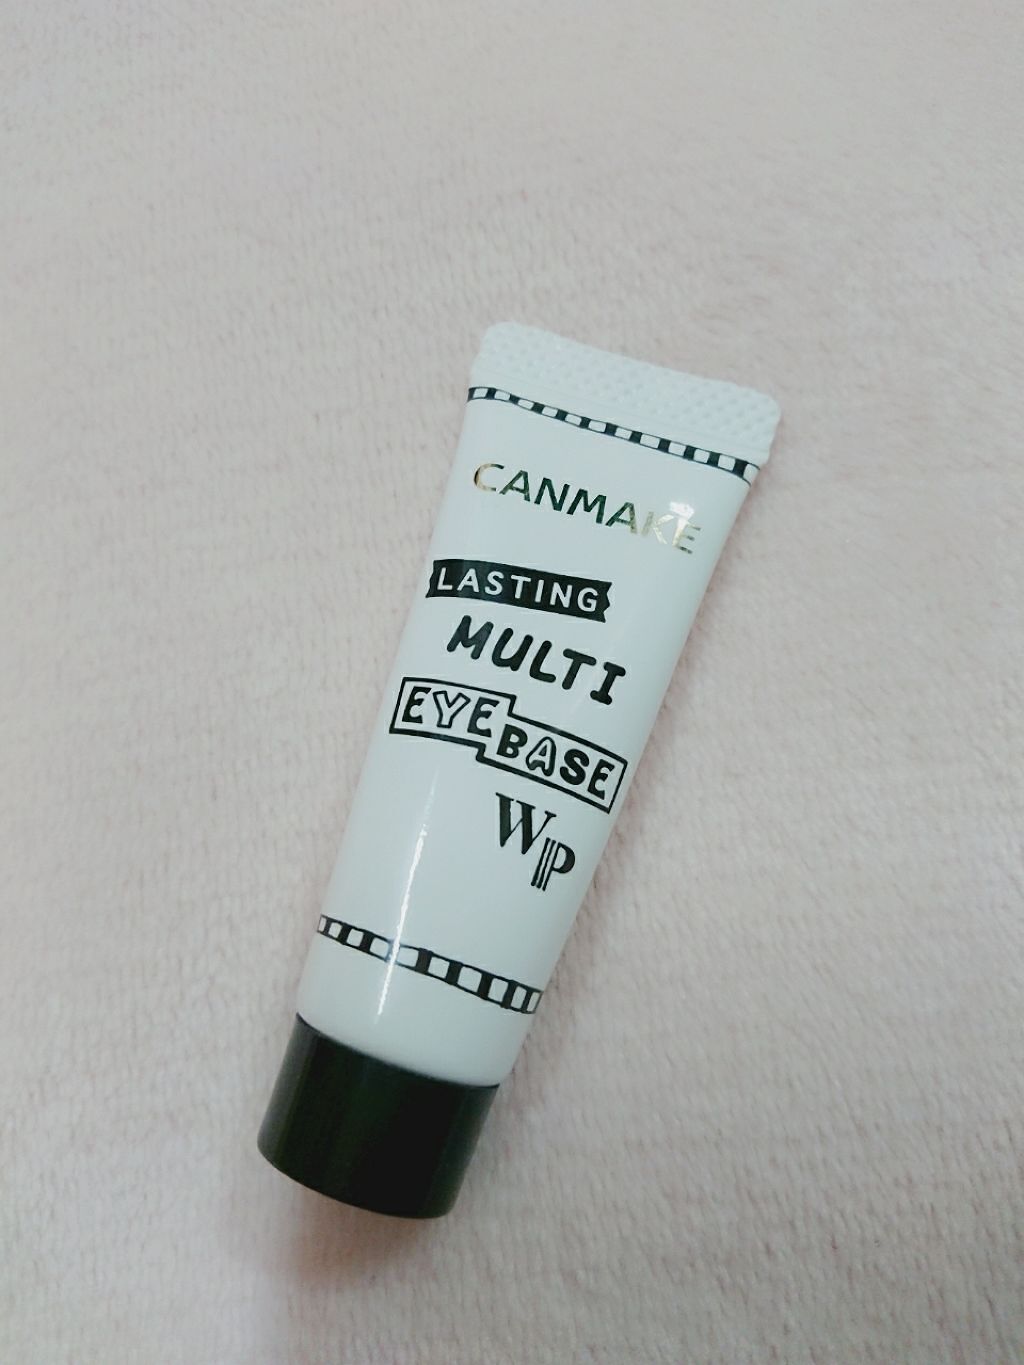 CANMAKE
LASTING
MULTI
EYE BASE
WP